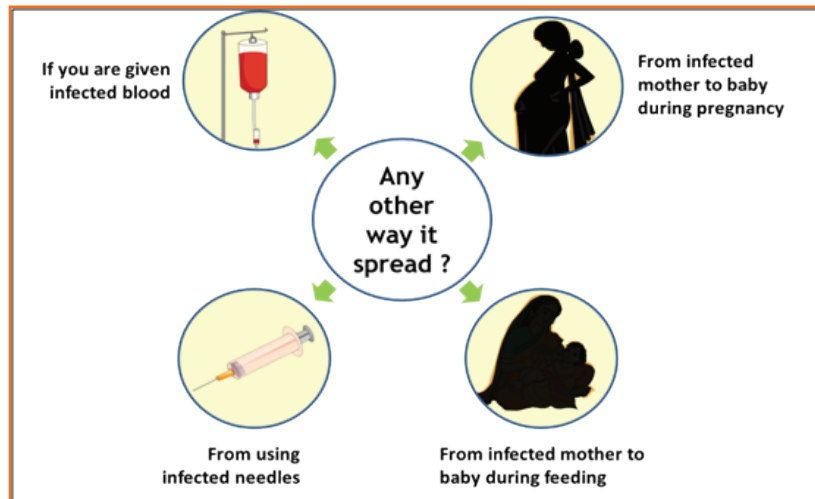 If you are given
infected blood
From infected
mother to baby
during pregnancy
Any
other
way it
spread ?
From using
infected needles
From infected mother to
baby during feeding